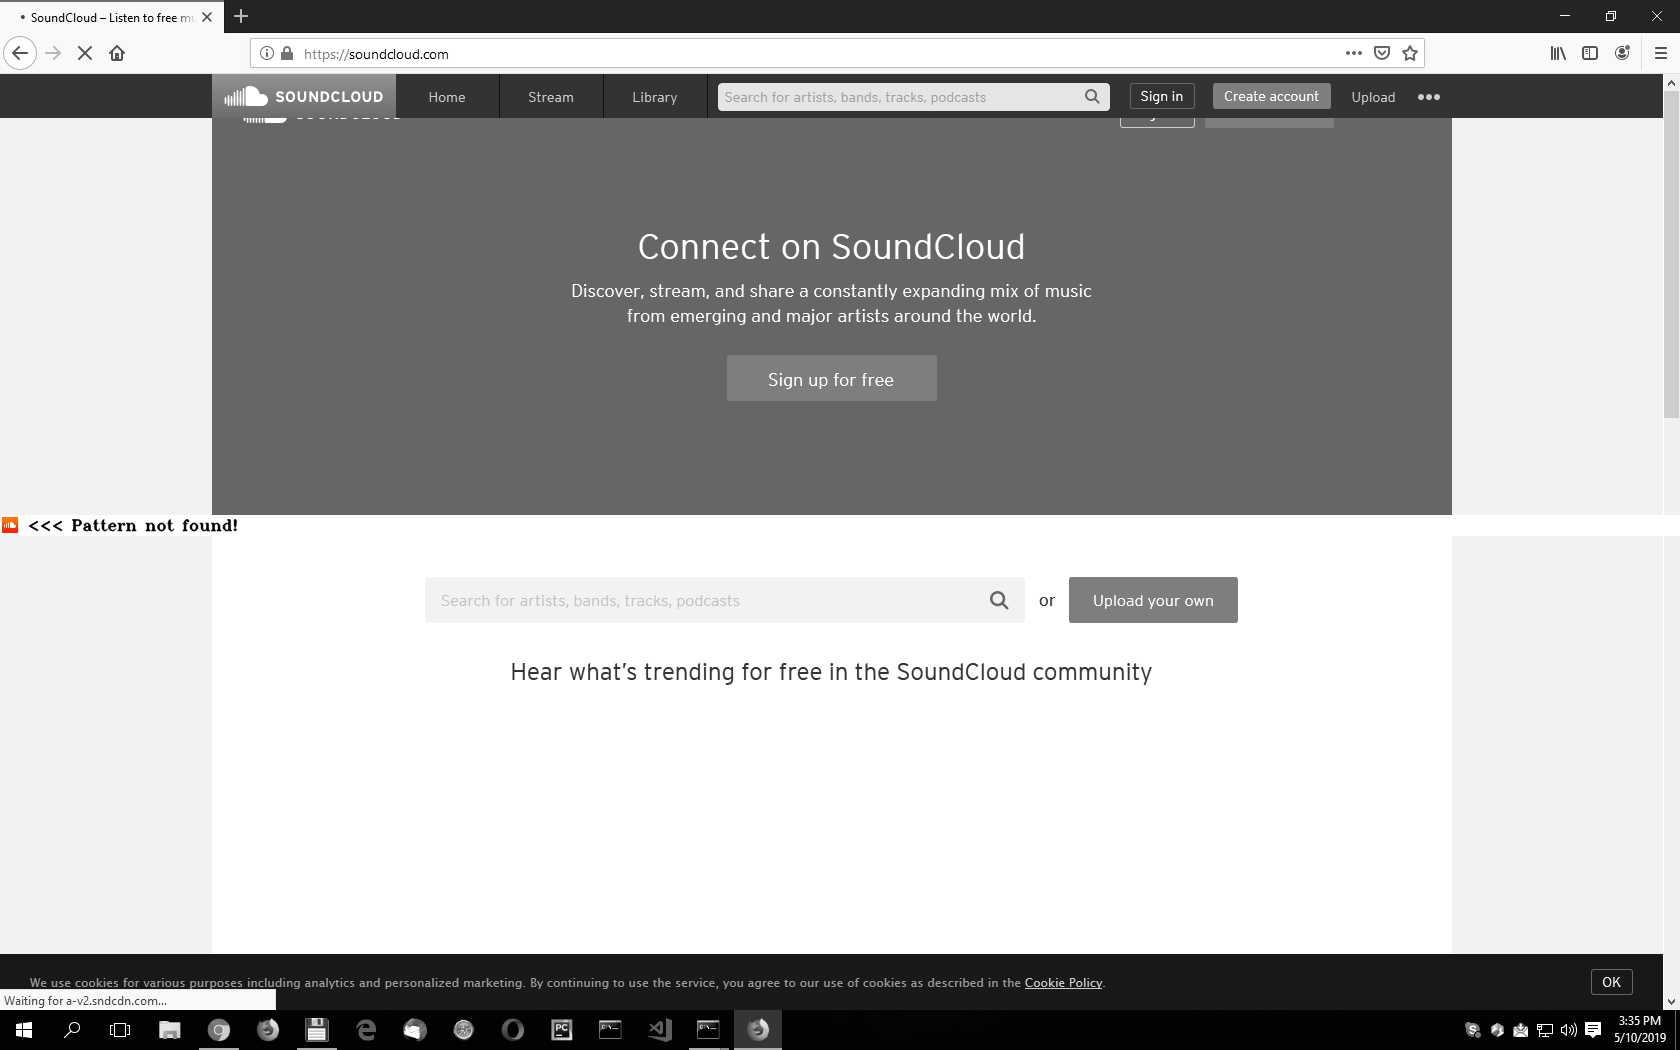 SoundCloud – Listen to free mu
https://soundcloud.com
SOUNDCLOUD
Home
Stream
Library
Search for artists, bands, tracks, podcasts
Sign in
Create account
Upload
Connect on SoundCloud
Discover, stream, and share a constantly expanding mix of music
from emerging and major artists around the world.
Sign up for free
<<< Pattern not found!
Search for artists, bands, tracks, podcasts
or
Upload your own
Hear what’s trending for free in the SoundCloud community
We use cookies for various purposes including analytics and personalized marketing. By continuing to use the service, you agree to our use of cookies as described in the Cookie Policy.
OK
Waiting for a-v2.sndcdn.com...
PC
C:\_
C:\_
3:35 PM
5/10/2019